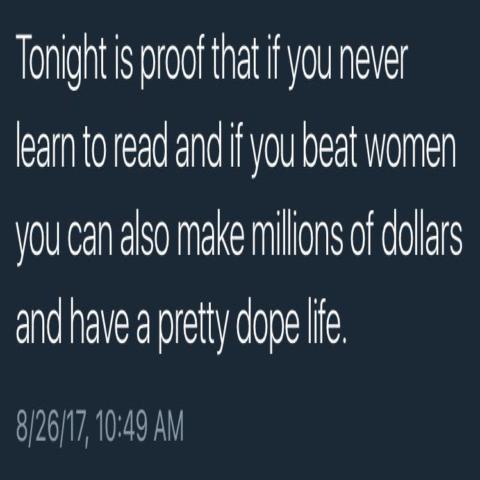 Tonight is proof that if you never
learn to read and if you beat women
you can also make millions of dollars
and have a pretty dope life.
8/26/17, 10:49 AM